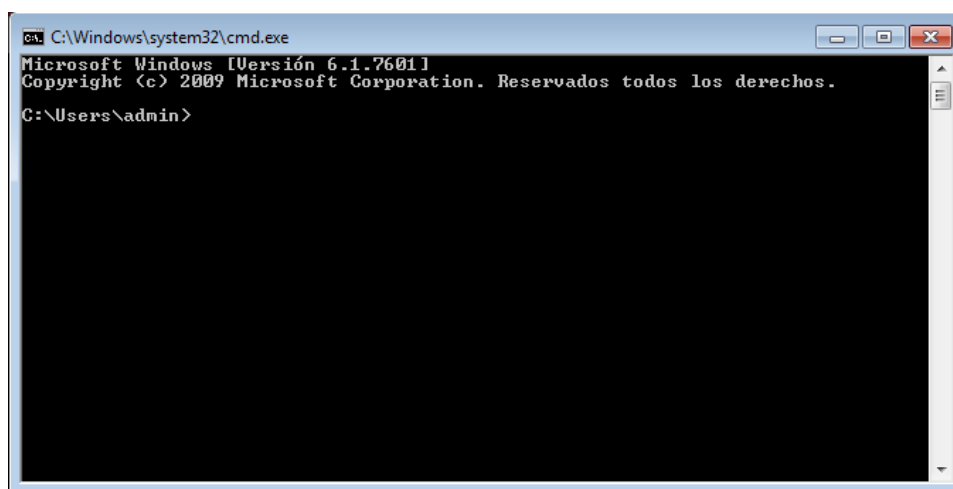 C:\Windows\system32\cmd.exe
Microsoft Windows [Versión 6.1.7601]
Copyright (c) 2009 Microsoft Corporation. Reservados todos los derechos.
C:\Users\admin>